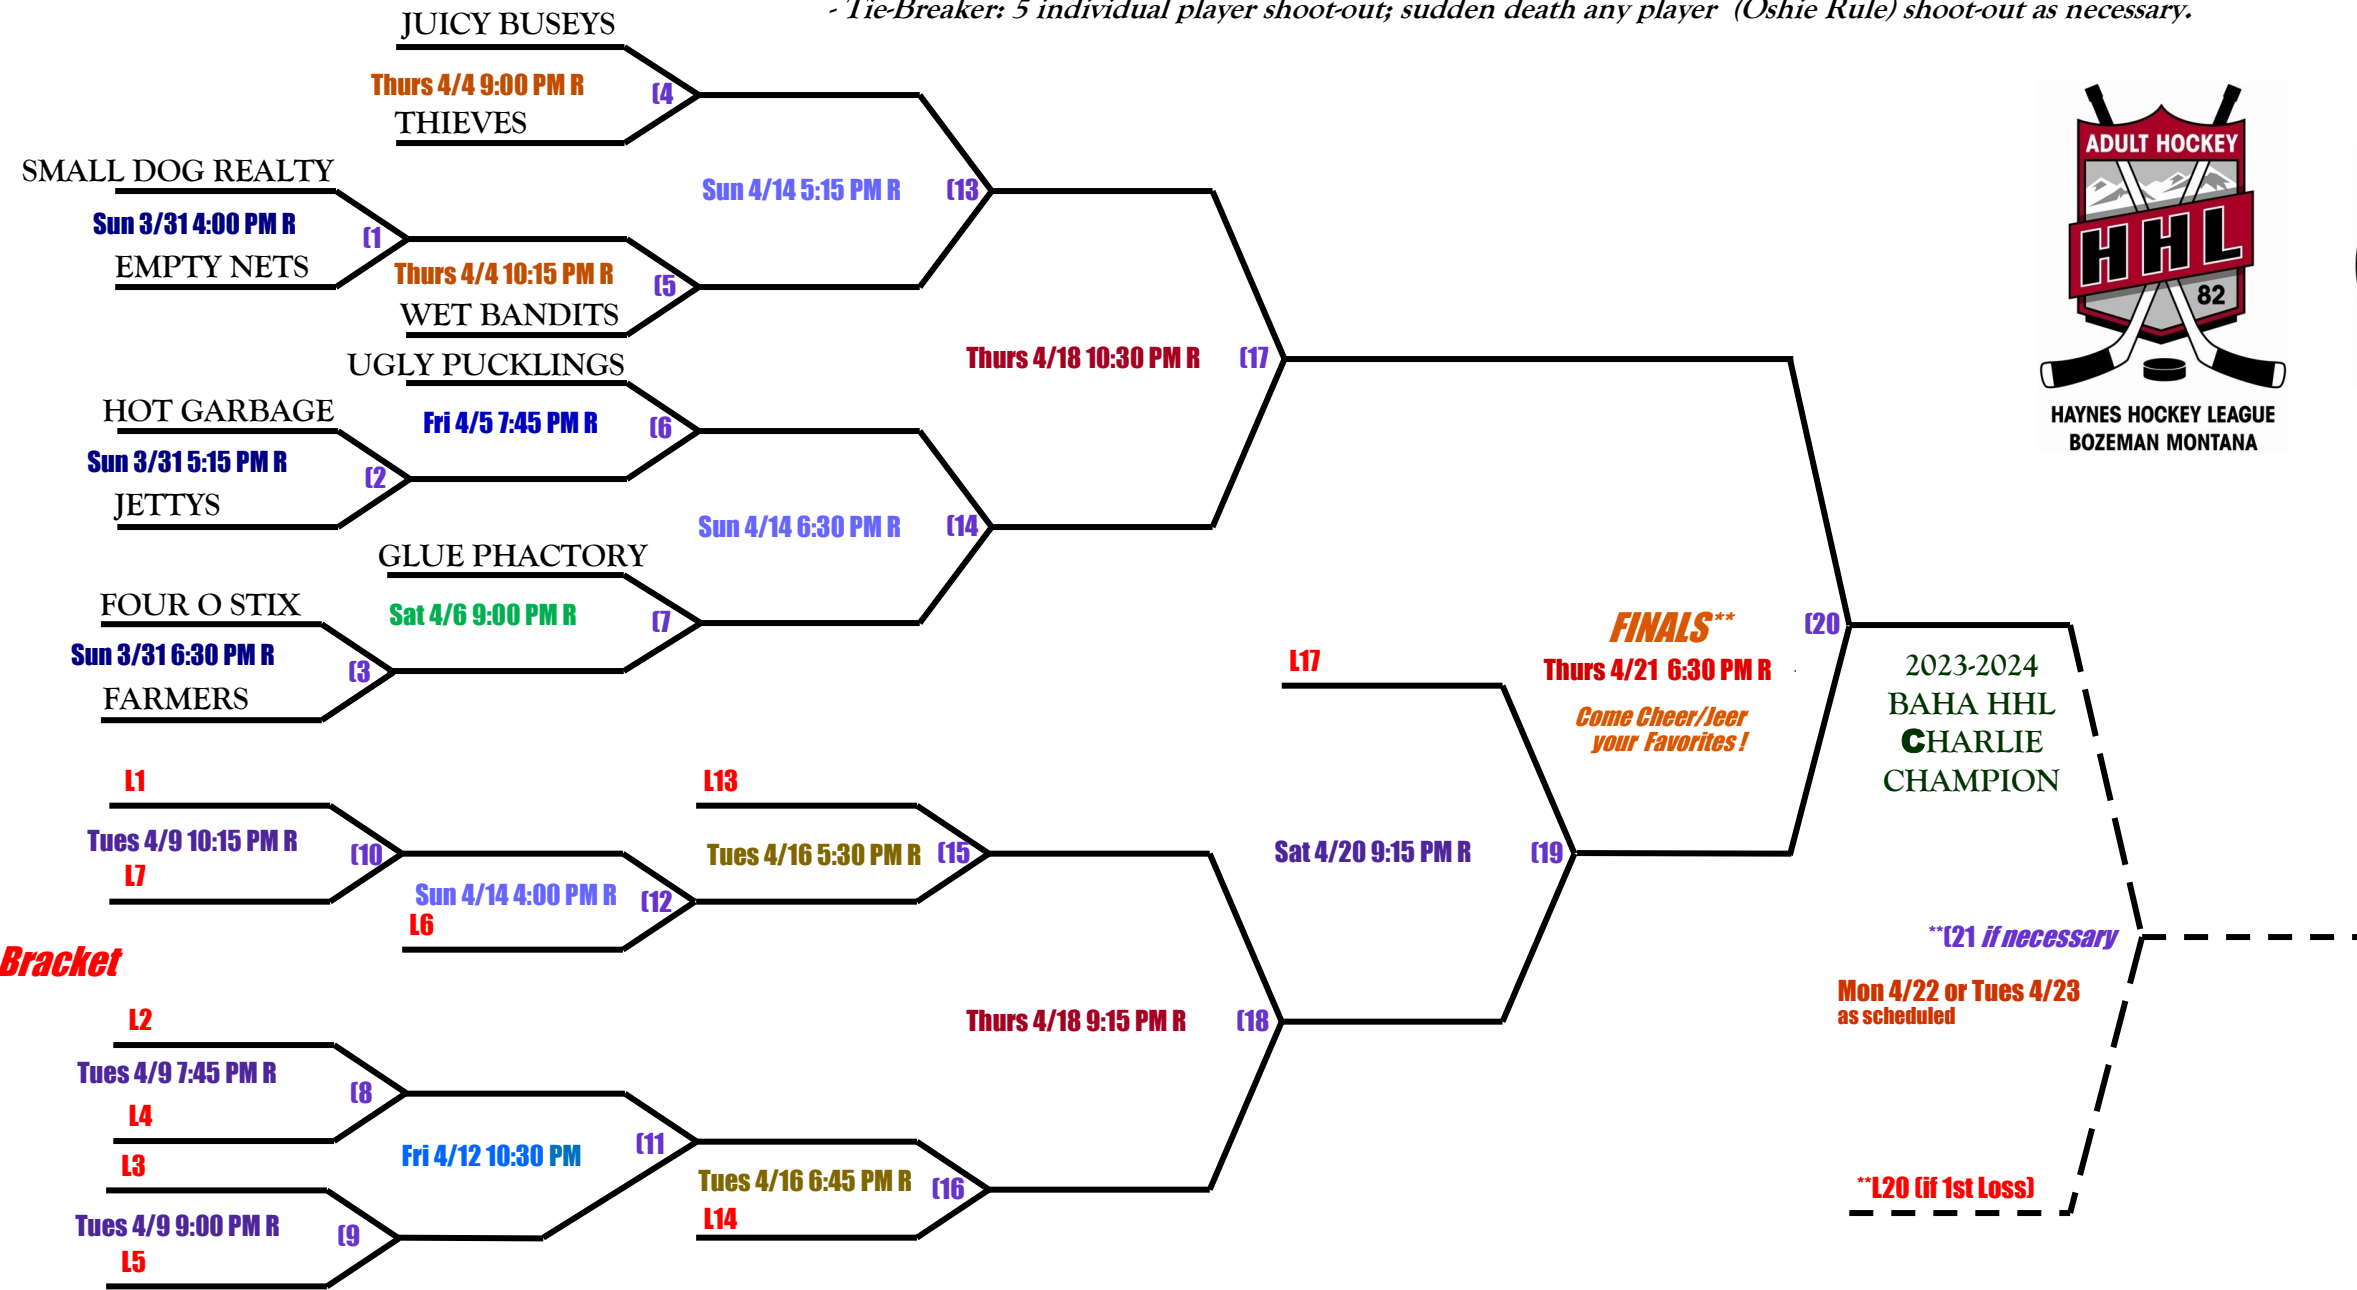 - Tie-Breaker: 5 individual player shoot-out; sudden death any player (Oshie Rule) shoot-out as necessary.
JUICY BUSEYS
Thurs 4/4 9:00 PM R
(4
THIEVES
SMALL DOG REALTY
Sun 3/31 4:00 PM R
(1
EMPTY NETS
Thurs 4/4 10:15 PM R
(5
WET BANDITS
Sun 4/14 5:15 PM R
(13
UGLY PUCKLINGS
HOT GARBAGE
Fri 4/5 7:45 PM R
(6
Sun 3/31 5:15 PM R
(2
JETTYS
Thurs 4/18 10:30 PM R
(17
Sun 4/14 6:30 PM R
(14
GLUE PHACTORY
FOUR O STIX
Sat 4/6 9:00 PM R
(7
Sun 3/31 6:30 PM R
(3
FARMERS
ADULT HOCKEY
HHL
82
HAYNES HOCKEY LEAGUE
BOZEMAN MONTANA
FINALS**
(20
Thurs 4/21 6:30 PM R
Come Cheer/Jeer
your Favorites !
2023-2024
BAHA HHL
CHARLIE
CHAMPION
L17
L1
Tues 4/9 10:15 PM R
(10
L7
L13
Tues 4/16 5:30 PM R
(15
Sun 4/14 4:00 PM R
(12
L6
Sat 4/20 9:15 PM R
(19
Bracket
**(21 if necessary
Mon 4/22 or Tues 4/23
as scheduled
L2
Tues 4/9 7:45 PM R
(8
L4
Thurs 4/18 9:15 PM R
(18
L3
Fri 4/12 10:30 PM
(11
Tues 4/16 6:45 PM R
(16
L14
Tues 4/9 9:00 PM R
(9
L5
**L20 (if 1st Loss)